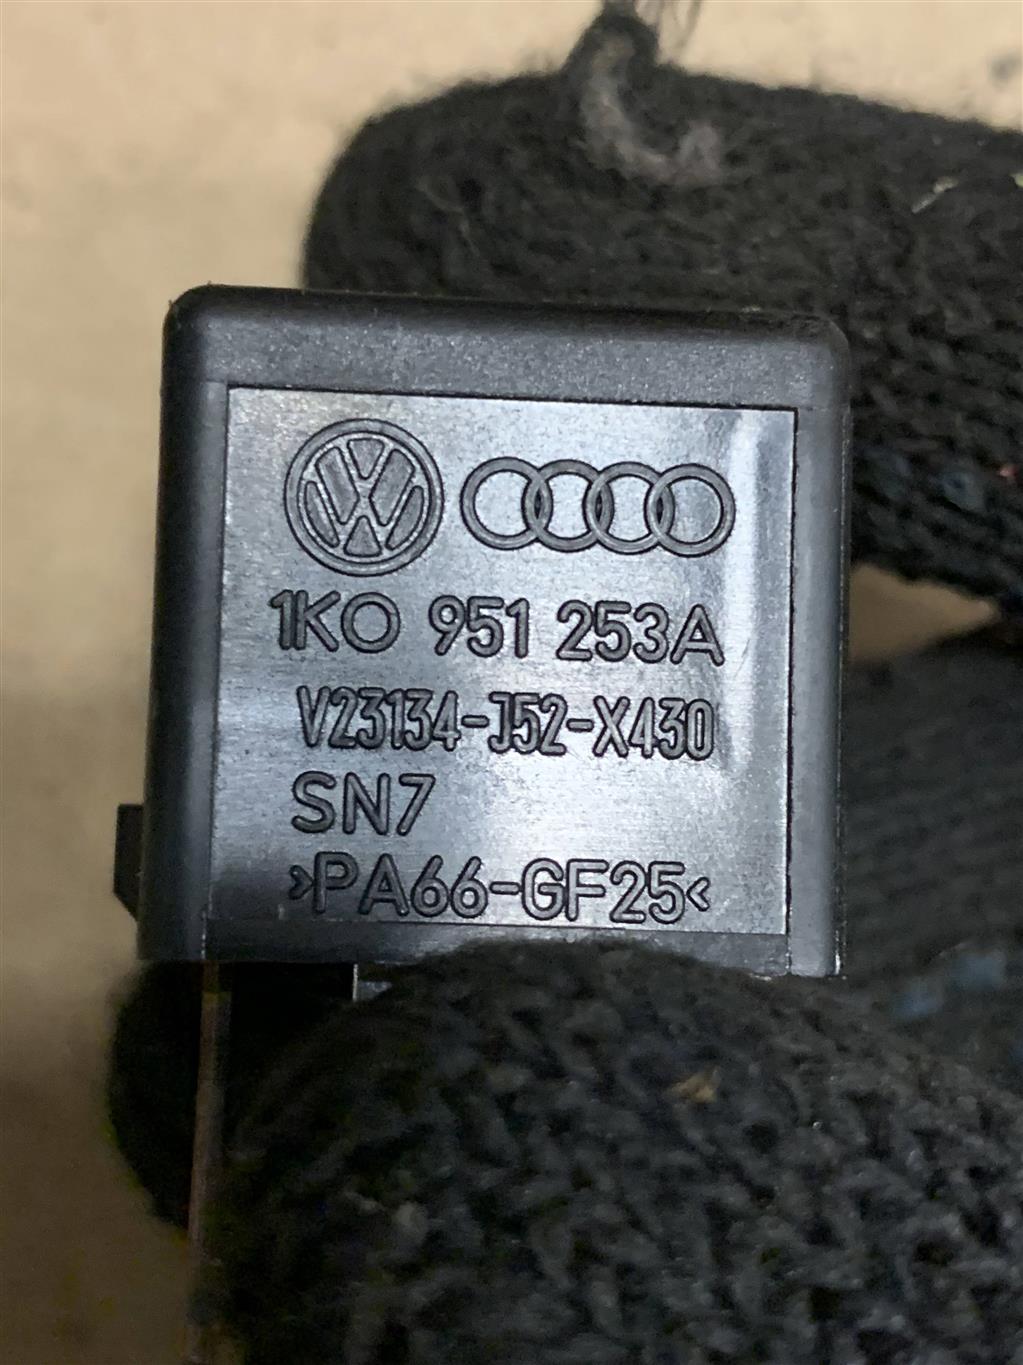 1K0 951 253A
V23134-J52-X430
SN7
>PA66-GF25<